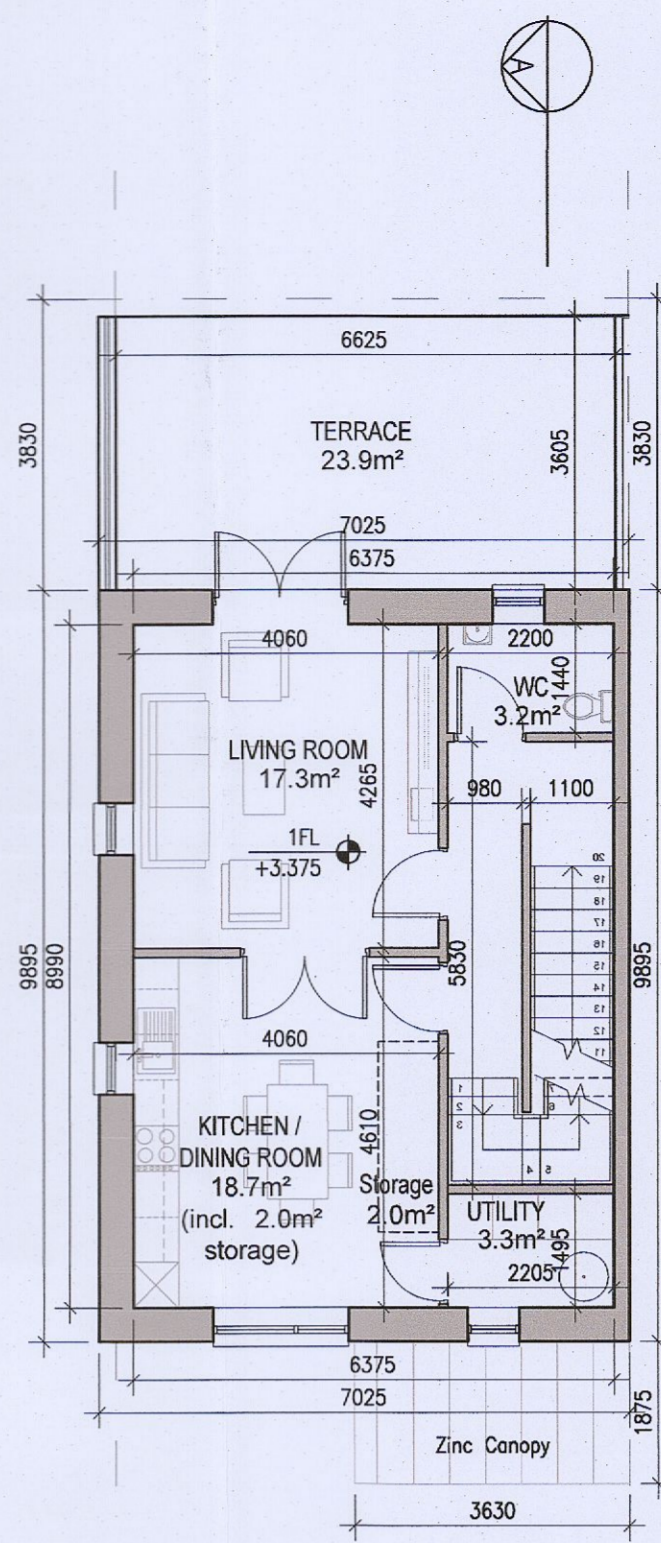 A
6625
TERRACE
23.9m²
3605
3830
3830
7025
6375
4060
2200
WC
3.2m²
1440
LIVING ROOM
17.3m²
4265
980
1100
1FL
+3.375
20
19
18
17
16
15
14
13
12
11
5830
9895
8990
9895
4060
1
2
3
7
6
5
4
KITCHEN /
DINING ROOM
18.7m²
(incl. 2.0m²
storage)
4610
Storage
2.0m²
UTILITY
3.3m²
1495
2205
6375
7025
1875
Zinc Canopy
3630